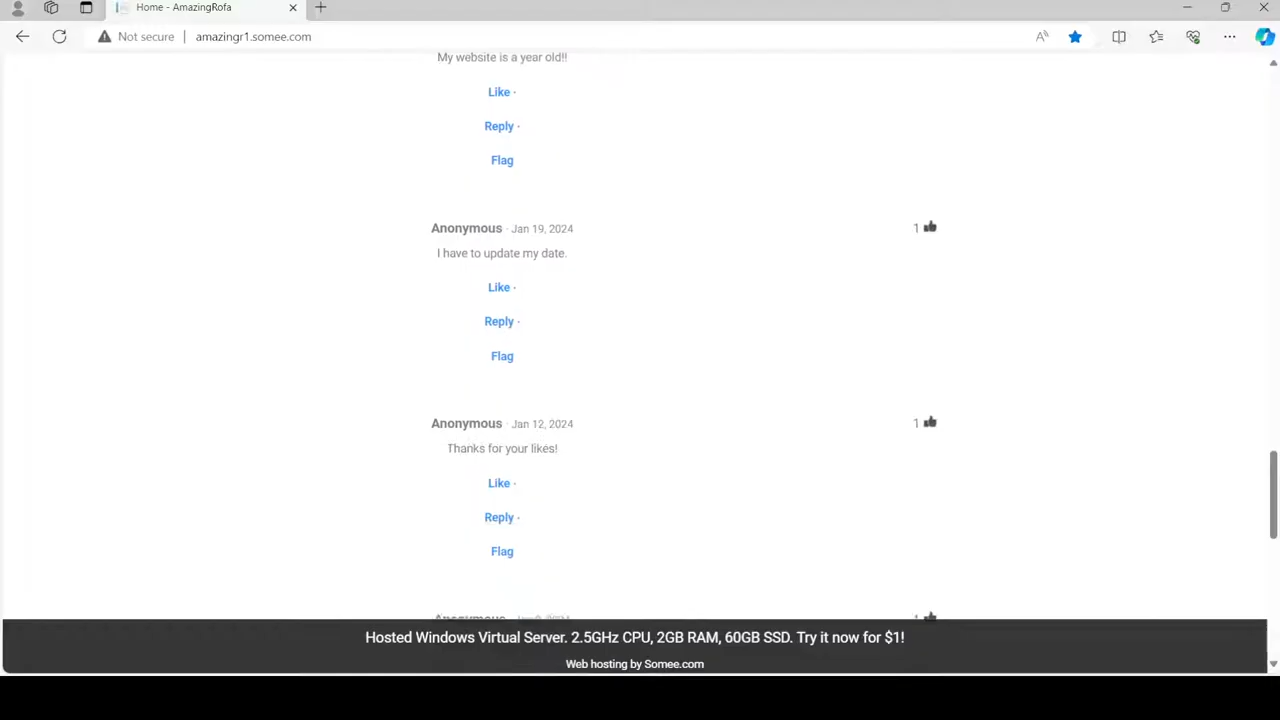 Home - AmazingRofa
Not secure
amazingr1.somee.com
My website is a year old!!
Like ·
Reply ·
Flag
Anonymous · Jan 19, 2024
1
I have to update my date.
Like ·
Reply ·
Flag
Anonymous · Jan 12, 2024
1
Thanks for your likes!
Like ·
Reply ·
Flag
Anonymous
1
Hosted Windows Virtual Server. 2.5GHz CPU, 2GB RAM, 60GB SSD. Try it now for $1!
Web hosting by Somee.com